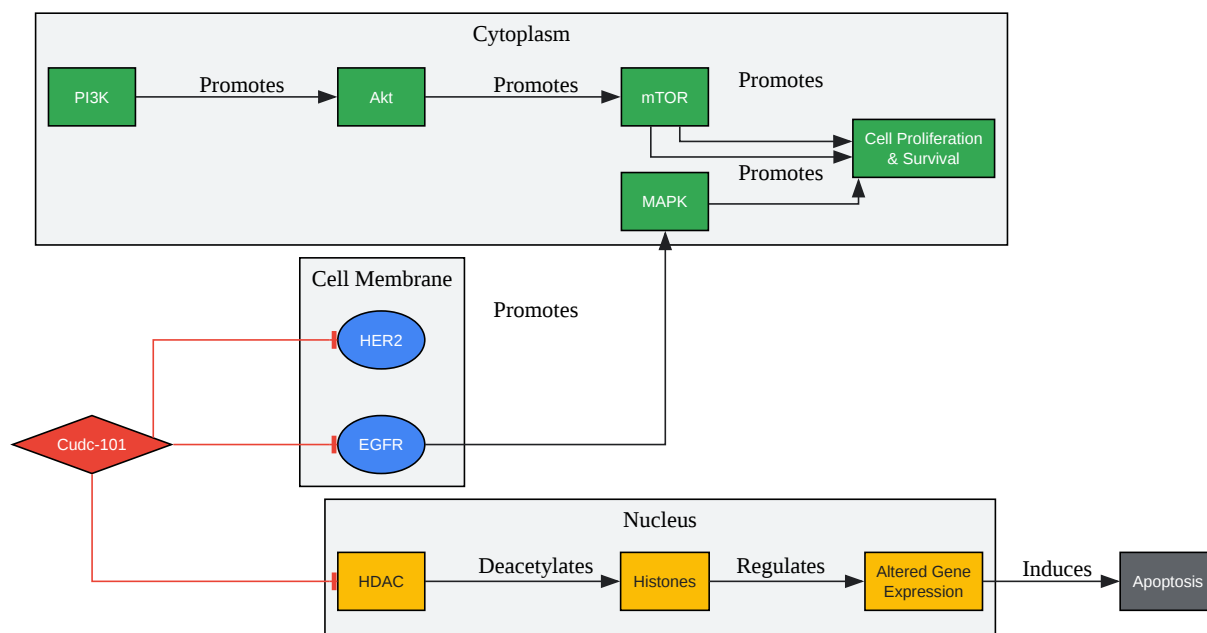 Cytoplasm
PI3K
Promotes
Akt
Promotes
mTOR
Promotes
Cell Proliferation
& Survival
Promotes
MAPK
Cell Membrane
Promotes
HER2
Cudc-101
EGFR
Nucleus
HDAC
Deacetylates
Histones
Regulates
Altered Gene
Expression
Induces
Apoptosis